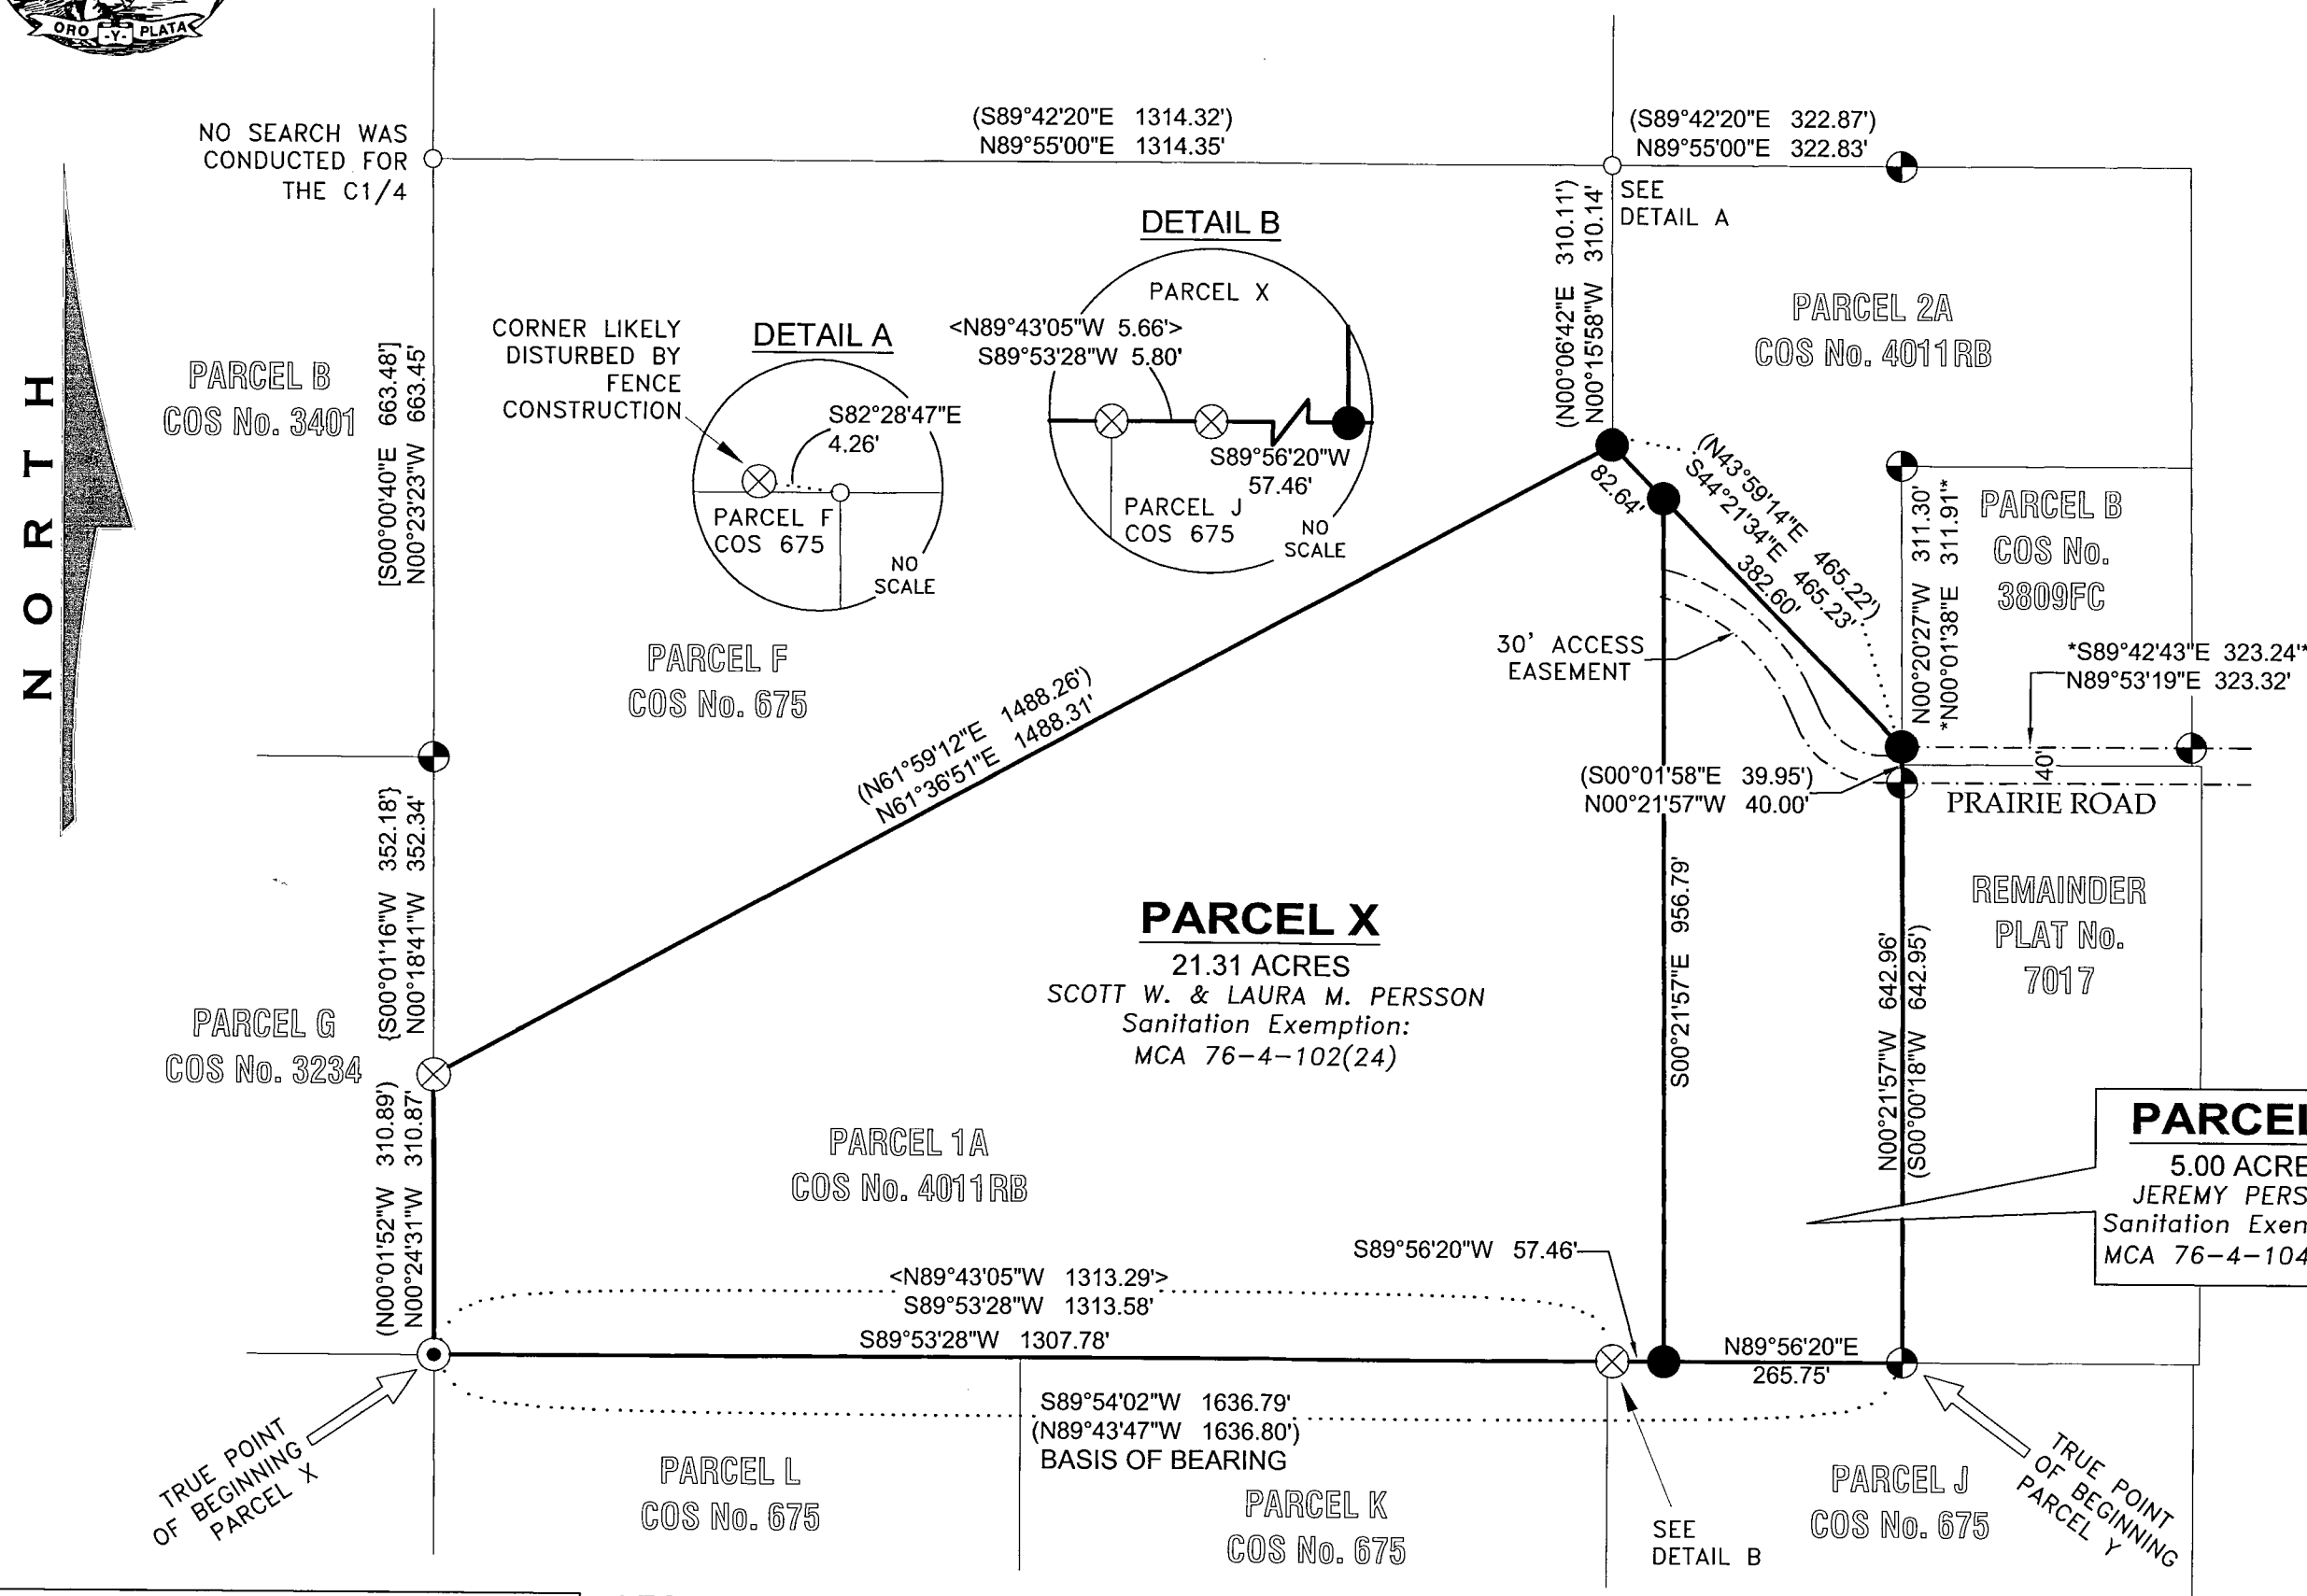 ORO -Y- PLATA
NORTH
NO SEARCH WAS
CONDUCTED FOR
THE C1/4
(S89°42'20"E 1314.32')
N89°55'00"E 1314.35'
(S89°42'20"E 322.87')
N89°55'00"E 322.83'
SEE
DETAIL A
(N00°06'42"E 310.11')
N00°15'58"W 310.14'
PARCEL 2A
COS No. 4011RB
PARCEL B
COS No. 3401
[S00°00'40"E 663.48']
N00°23'23"W 663.45'
CORNER LIKELY
DISTURBED BY
FENCE
CONSTRUCTION
DETAIL A
S82°28'47"E
4.26'
PARCEL F
COS 675
NO
SCALE
DETAIL B
PARCEL X
<N89°43'05"W 5.66'>
S89°53'28"W 5.80'
S89°56'20"W
57.46'
PARCEL J
COS 675
NO
SCALE
82.64'
(N43°59'14"E 465.22')
S44°21'34"E 465.23'
382.60'
PARCEL B
COS No.
3809FC
N00°20'27"W 311.30'
*N00°01'38"E 311.91'*
*S89°42'43"E 323.24'*
N89°53'19"E 323.32'
30' ACCESS
EASEMENT
PARCEL F
COS No. 675
(N61°59'12"E 1488.26')
N61°36'51"E 1488.31'
(S00°01'58"E 39.95')
N00°21'57"W 40.00'
40'
PRAIRIE ROAD
{S00°01'16"W 352.18'}
N00°18'41"W 352.34'
PARCEL X
21.31 ACRES
SCOTT W. & LAURA M. PERSSON
Sanitation Exemption:
MCA 76-4-102(24)
S00°21'57"E 956.79'
REMAINDER
PLAT No.
7017
N00°21'57"W 642.96'
(S00°00'18"W 642.95')
PARCEL G
COS No. 3234
(N00°01'52"W 310.89')
N00°24'31"W 310.87'
PARCEL 1A
COS No. 4011RB
PARCEL
5.00 ACRE
JEREMY PERS
Sanitation Exem
MCA 76-4-104
S89°56'20"W 57.46'
<N89°43'05"W 1313.29'>
S89°53'28"W 1313.58'
S89°53'28"W 1307.78'
N89°56'20"E
265.75'
S89°54'02"W 1636.79'
(N89°43'47"W 1636.80')
BASIS OF BEARING
TRUE POINT
OF BEGINNING
PARCEL X
PARCEL L
COS No. 675
PARCEL K
COS No. 675
SEE
DETAIL B
PARCEL J
COS No. 675
TRUE POINT
OF BEGINNING
PARCEL Y